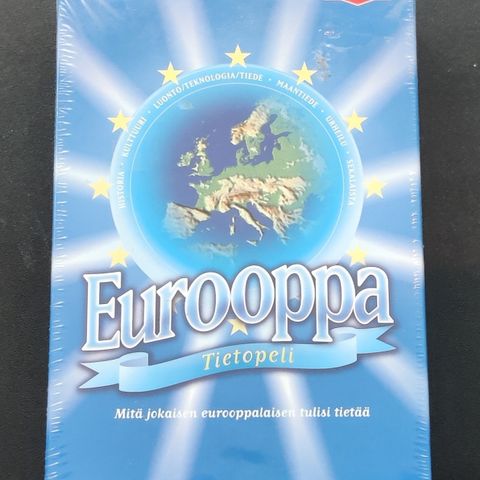 HISTORIA • KULTTUURI • LUONTO/TEKNOLOGIA/TIEDE • MAANTIEDE • URHEILU • SEKALAISTA
Eurooppa
Tietopeli
Mitä jokaisen eurooppalaisen tulisi tietää